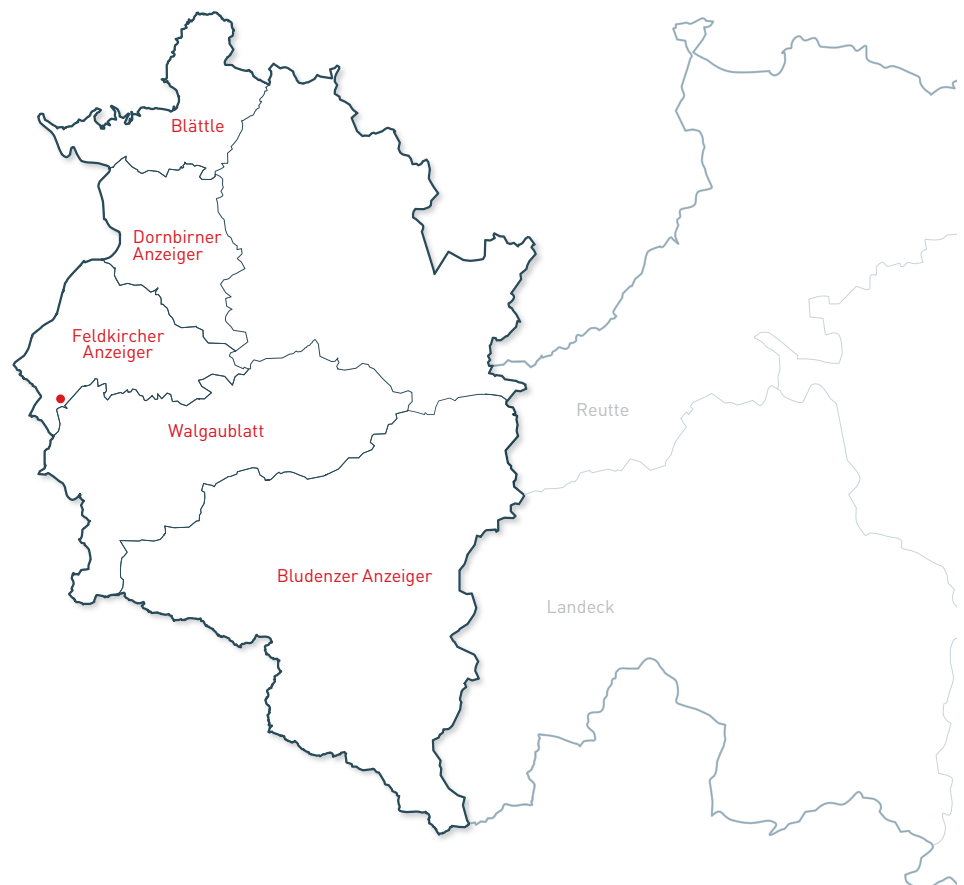 Blättle
Dornbirner
Anzeiger
Feldkircher
Anzeiger
Walgaublatt
Reutte
Bludenzer Anzeiger
Landeck